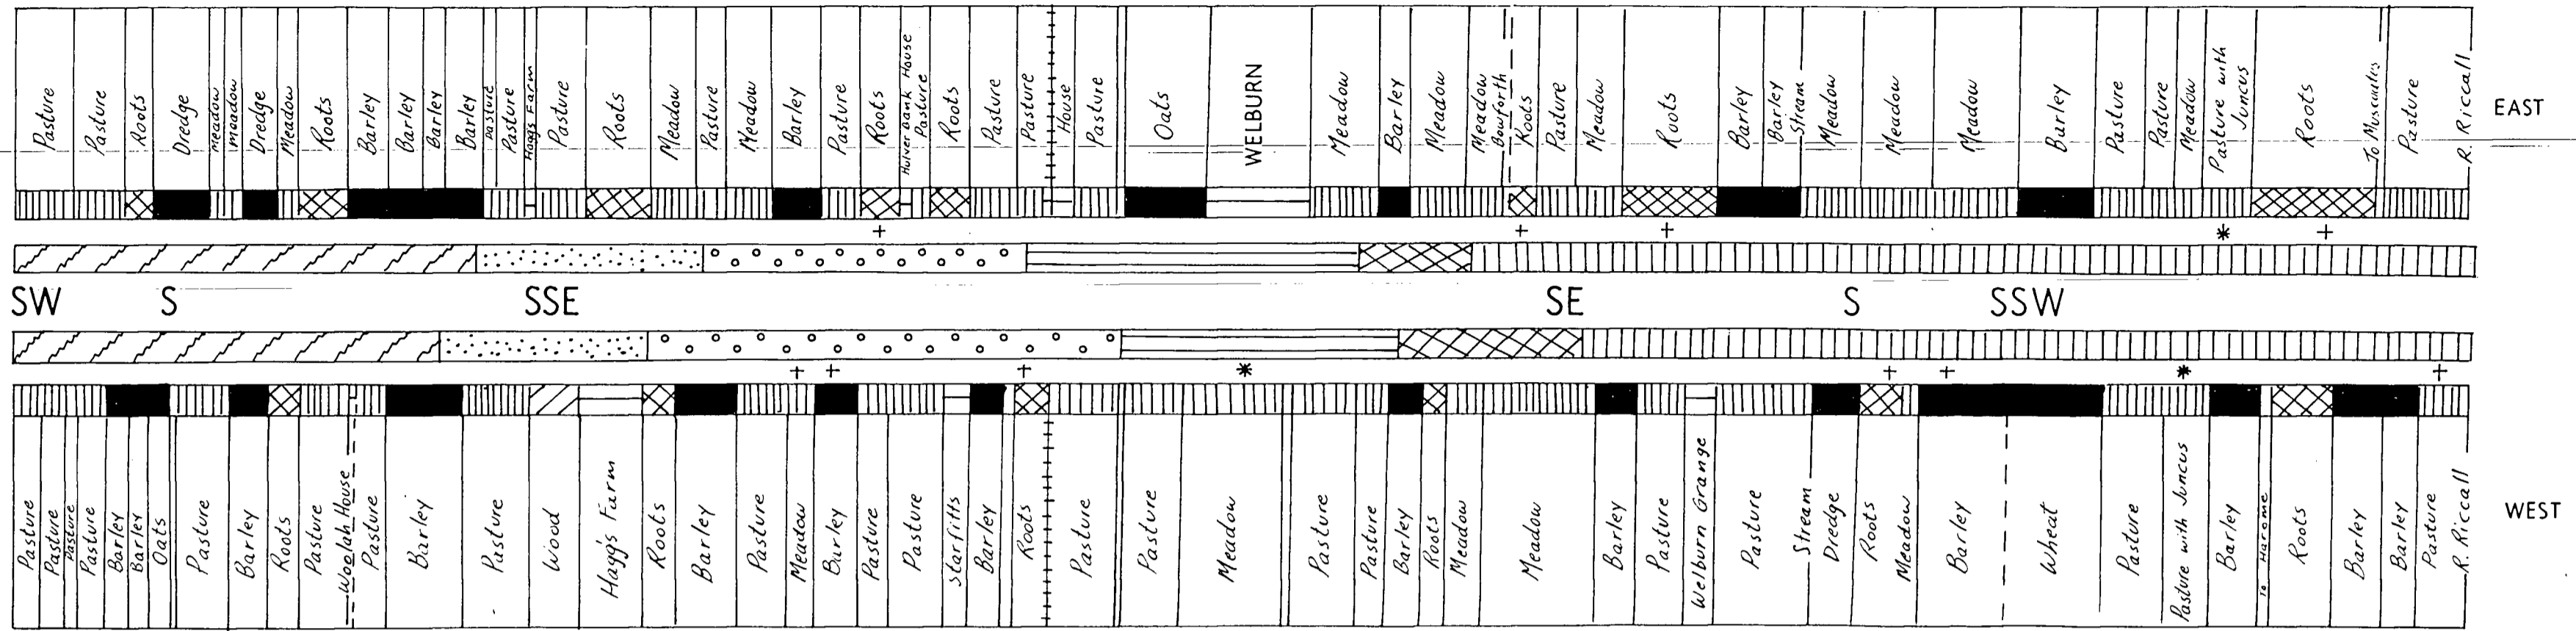 Pasture
Pasture
Roots
Dredge
Meadow
Meadow
Dredge
Meadow
Roots
Barley
Barley
Barley
Barley
Pasture
Pasture
Haggs Farm
Pasture
Roots
Meadow
Pasture
Meadow
Barley
Pasture
Roots
Hulver Bank House
Pasture
Roots
Pasture
Pasture
House
Pasture
Oats
WELBURN
Meadow
Barley
Meadow
Meadow
Bowforth
Roots
Pasture
Meadow
Roots
Barley
Barley
Stream
Meadow
Meadow
Meadow
Barley
Pasture
Pasture
Meadow
Pasture with
Juncus
Roots
To Muscoates
Pasture
R. Riccall
EAST
SW
S
SSE
SE
S
SSW
Pasture
Pasture
Pasture
Pasture
Barley
Barley
Oats
Pasture
Barley
Roots
Pasture
Woolah House
Pasture
Barley
Pasture
Wood
Hagg's Farm
Roots
Barley
Pasture
Meadow
Barley
Pasture
Pasture
Starfitts
Barley
Roots
Pasture
Pasture
Meadow
Pasture
Pasture
Barley
Roots
Meadow
Meadow
Barley
Pasture
Welburn Grange
Pasture
Stream
Dredge
Roots
Meadow
Barley
Wheat
Pasture
Pasture with Juncus
Barley
To Harome
Roots
Barley
Barley
Pasture
R. Riccall
WEST